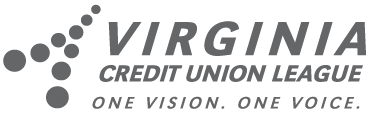 VIRGINIA
CREDIT UNION LEAGUE
ONE VISION. ONE VOICE.